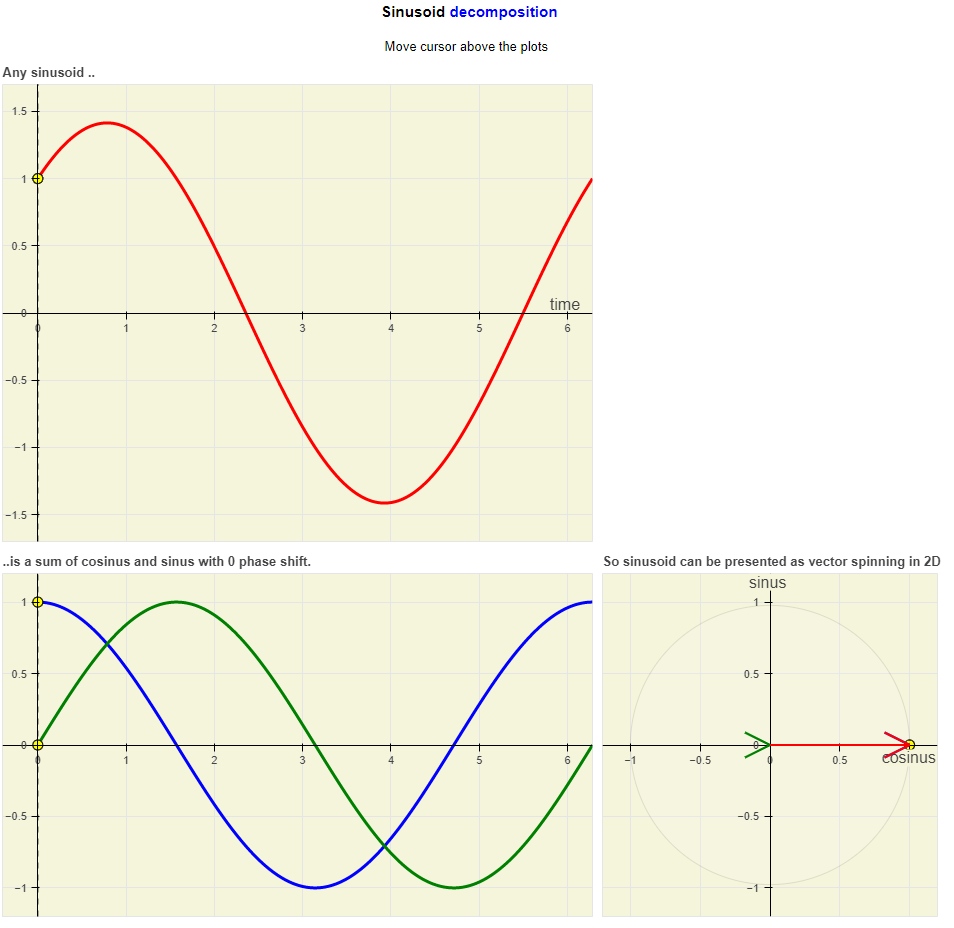 Sinusoid decomposition
Move cursor above the plots
Any sinusoid ..
1.5
1
0.5
0
−0.5
−1
−1.5
0 1 2 3 4 5 6
time
..is a sum of cosinus and sinus with 0 phase shift.
1
0.5
0
−0.5
−1
0 1 2 3 4 5 6
So sinusoid can be presented as vector spinning in 2D
sinus
1
0.5
0
−0.5
−1
−1 −0.5 0 0.5
cosinus